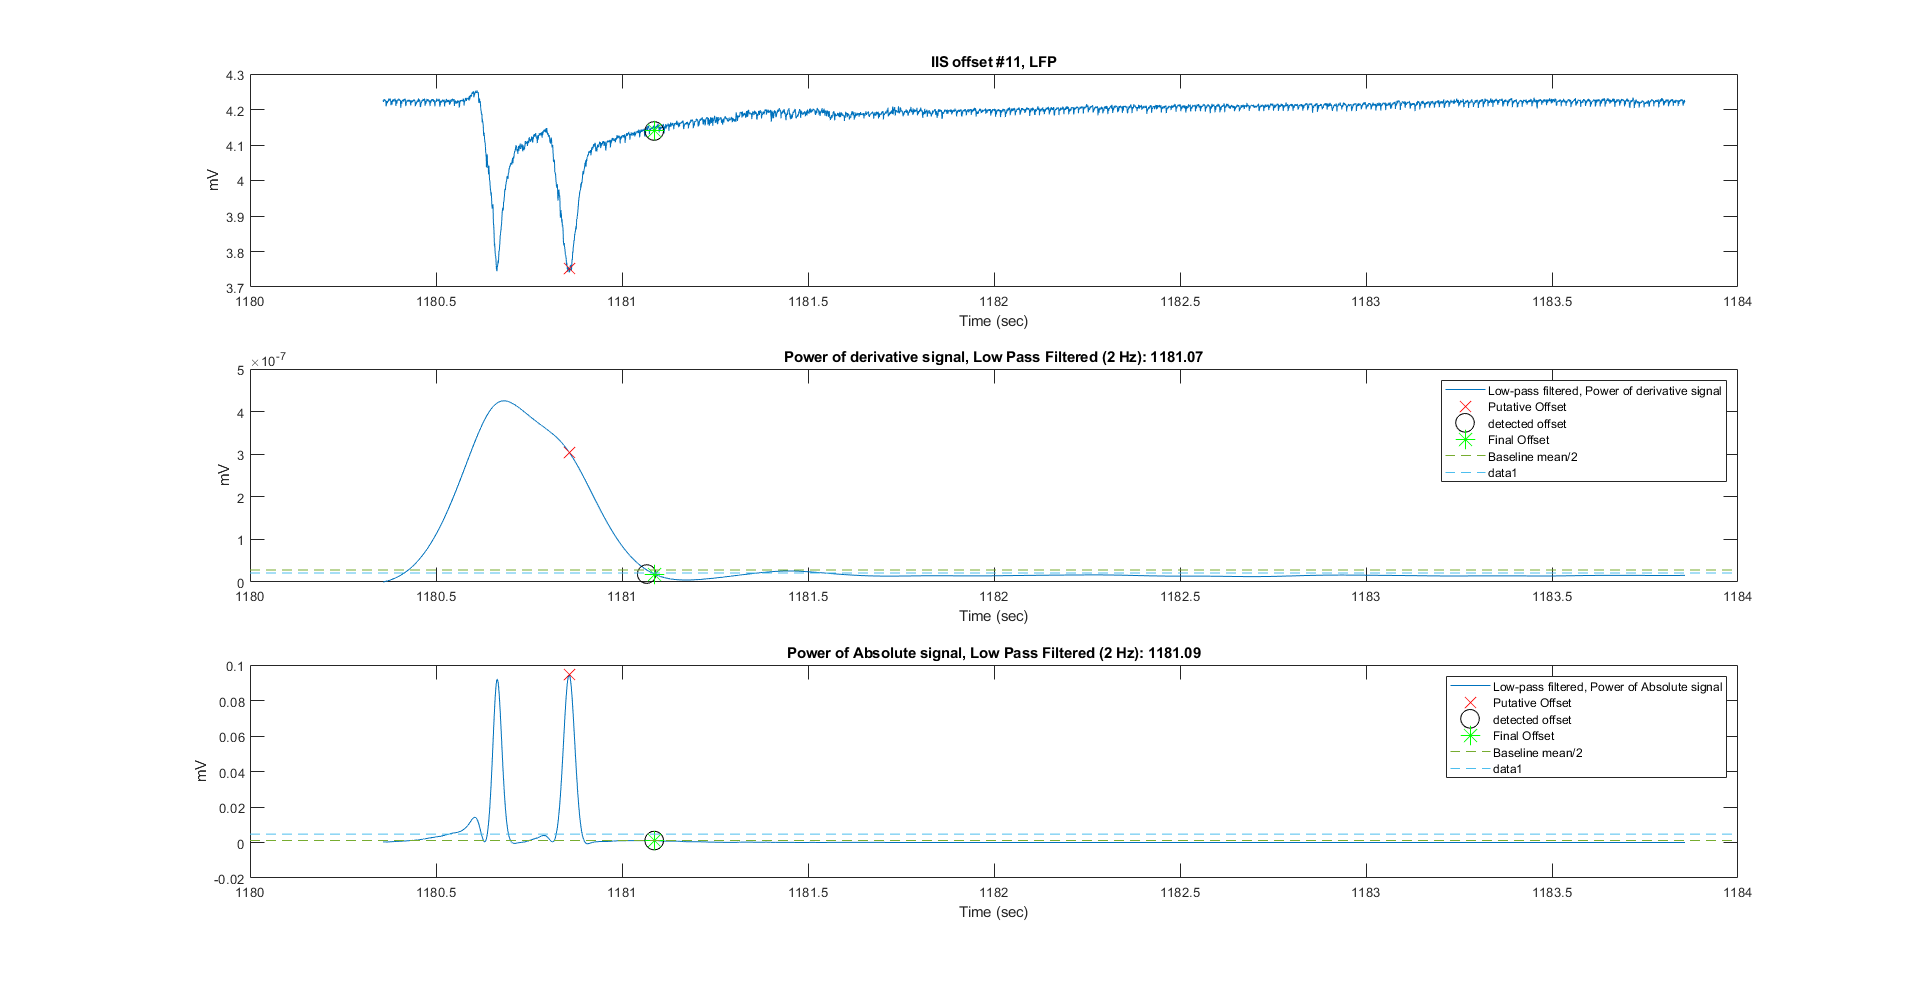 IIS offset #11, LFP
4.3
4.2
4.1
4
3.9
3.8
3.7
mV
1180 1180.5 1181 1181.5 1182 1182.5 1183 1183.5 1184
Time (sec)
Power of derivative signal, Low Pass Filtered (2 Hz): 1181.07
×10-7
5
4
3
2
1
0
mV
Low-pass filtered, Power of derivative signal
Putative Offset
detected offset
Final Offset
Baseline mean/2
data1
1180 1180.5 1181 1181.5 1182 1182.5 1183 1183.5 1184
Time (sec)
Power of Absolute signal, Low Pass Filtered (2 Hz): 1181.09
0.1
0.08
0.06
0.04
0.02
0
-0.02
mV
Low-pass filtered, Power of Absolute signal
Putative Offset
detected offset
Final Offset
Baseline mean/2
data1
1180 1180.5 1181 1181.5 1182 1182.5 1183 1183.5 1184
Time (sec)